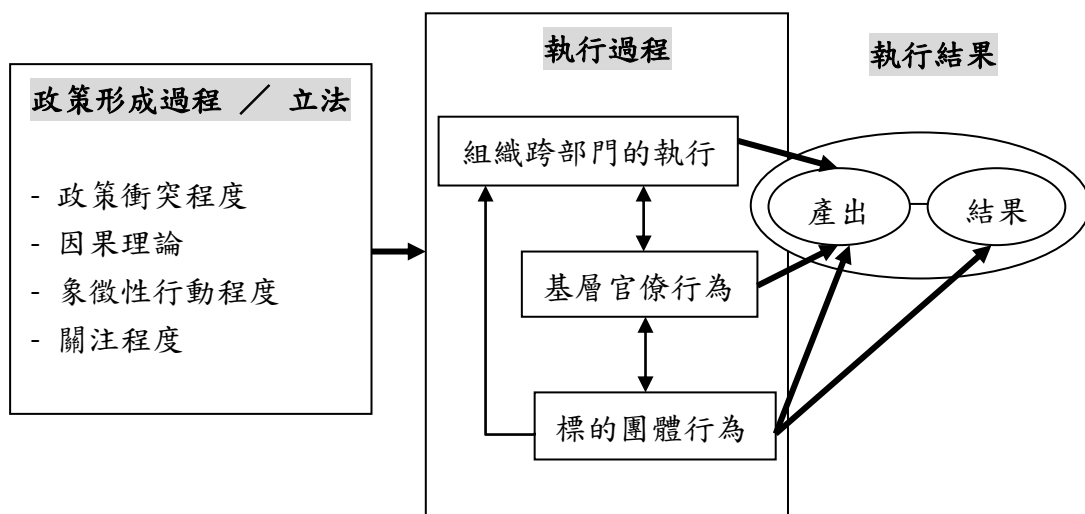 政策形成過程 ／ 立法
- 政策衝突程度
- 因果理論
- 象徵性行動程度
- 關注程度
執行過程
組織跨部門的執行
基層官僚行為
標的團體行為
執行結果
產出
結果